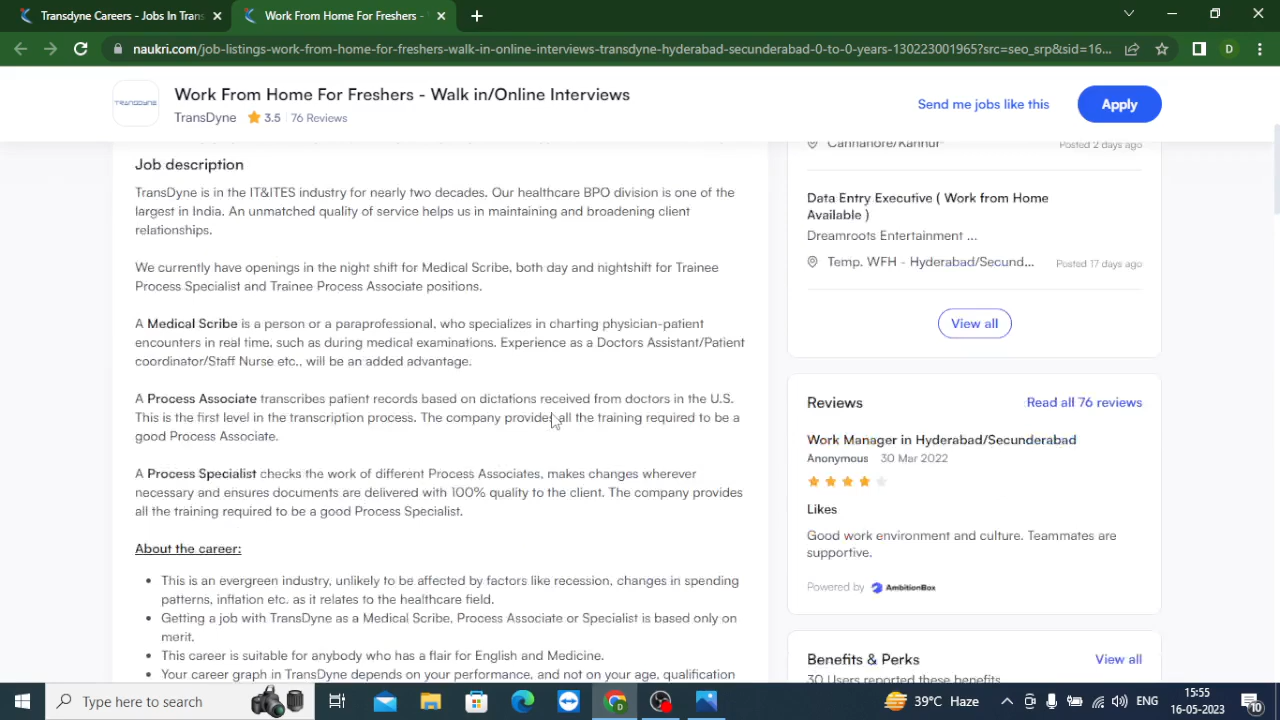 Transdyne Careers - Jobs In Trans
Work From Home For Freshers -
naukri.com/job-listings-work-from-home-for-freshers-walk-in-online-interviews-transdyne-hyderabad-secunderabad-0-to-0-years-130223001965?src=seo_srp&sid=16...
D
TRANSDYNE
Work From Home For Freshers - Walk in/Online Interviews
TransDyne 3.5 76 Reviews
Send me jobs like this
Apply
Job description
TransDyne is in the IT&ITES industry for nearly two decades. Our healthcare BPO division is one of the
largest in India. An unmatched quality of service helps us in maintaining and broadening client
relationships.
We currently have openings in the night shift for Medical Scribe, both day and nightshift for Trainee
Process Specialist and Trainee Process Associate positions.
A Medical Scribe is a person or a paraprofessional, who specializes in charting physician-patient
encounters in real time, such as during medical examinations. Experience as a Doctors Assistant/Patient
coordinator/Staff Nurse etc., will be an added advantage.
A Process Associate transcribes patient records based on dictations received from doctors in the U.S.
This is the first level in the transcription process. The company provides all the training required to be a
good Process Associate.
A Process Specialist checks the work of different Process Associates, makes changes wherever
necessary and ensures documents are delivered with 100% quality to the client. The company provides
all the training required to be a good Process Specialist.
About the career:
This is an evergreen industry, unlikely to be affected by factors like recession, changes in spending
patterns, inflation etc. as it relates to the healthcare field.
Getting a job with TransDyne as a Medical Scribe, Process Associate or Specialist is based only on
merit.
This career is suitable for anybody who has a flair for English and Medicine.
Your career graph in TransDyne depends on your performance, and not on your age, qualification
Cannanore/Kannur
Posted 2 days ago
Data Entry Executive ( Work from Home
Available )
Dreamroots Entertainment ...
Temp. WFH - Hyderabad/Secund...
Posted 17 days ago
View all
Reviews
Read all 76 reviews
Work Manager in Hyderabad/Secunderabad
Anonymous 30 Mar 2022
Likes
Good work environment and culture. Teammates are
supportive.
Powered by AmbitionBox
Benefits & Perks
View all
30 Users reported these benefits
Type here to search
39°C Haze
ENG
15:55
16-05-2023
10